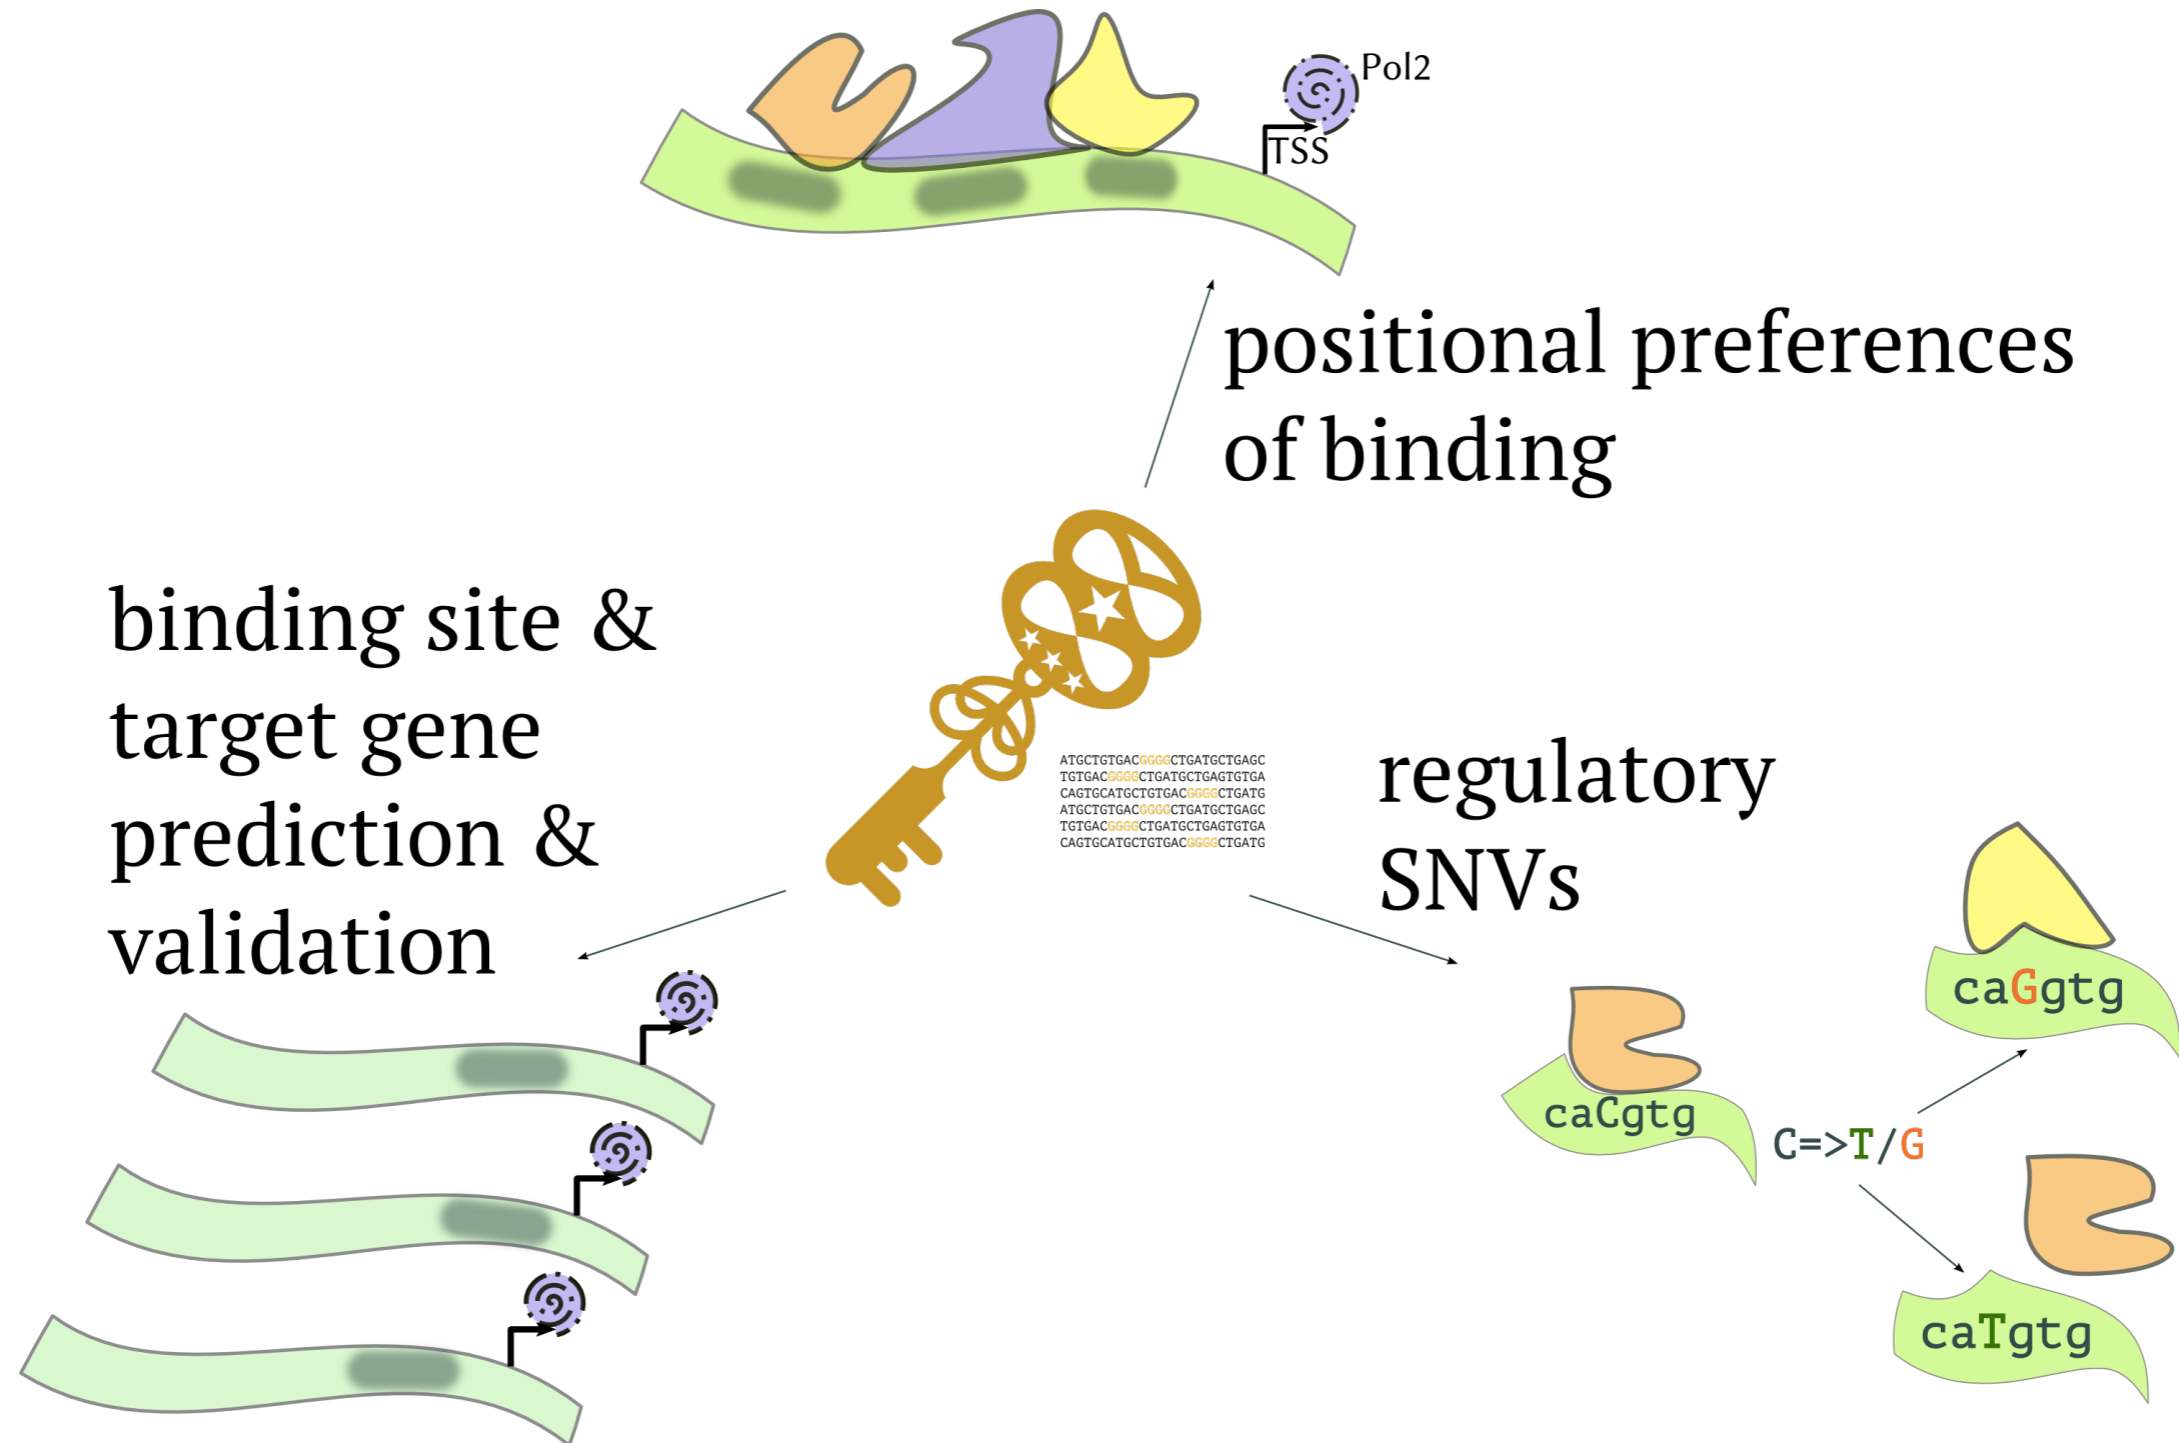 Pol2
TSS
positional preferences
of binding
binding site &
target gene
prediction &
validation
ATGCTGTGACGGGGCTGATGCTGAGC
TGTGACGGGGCTGATGCTGAGTGTGA
CAGTGCATGCTGTGACGGGGCTGATG
ATGCTGTGACGGGGCTGATGCTGAGC
TGTGACGGGGCTGATGCTGAGTGTGA
CAGTGCATGCTGTGACGGGGCTGATG
regulatory
SNVs
caGgtg
caCgtg
C=>T/G
caTgtg